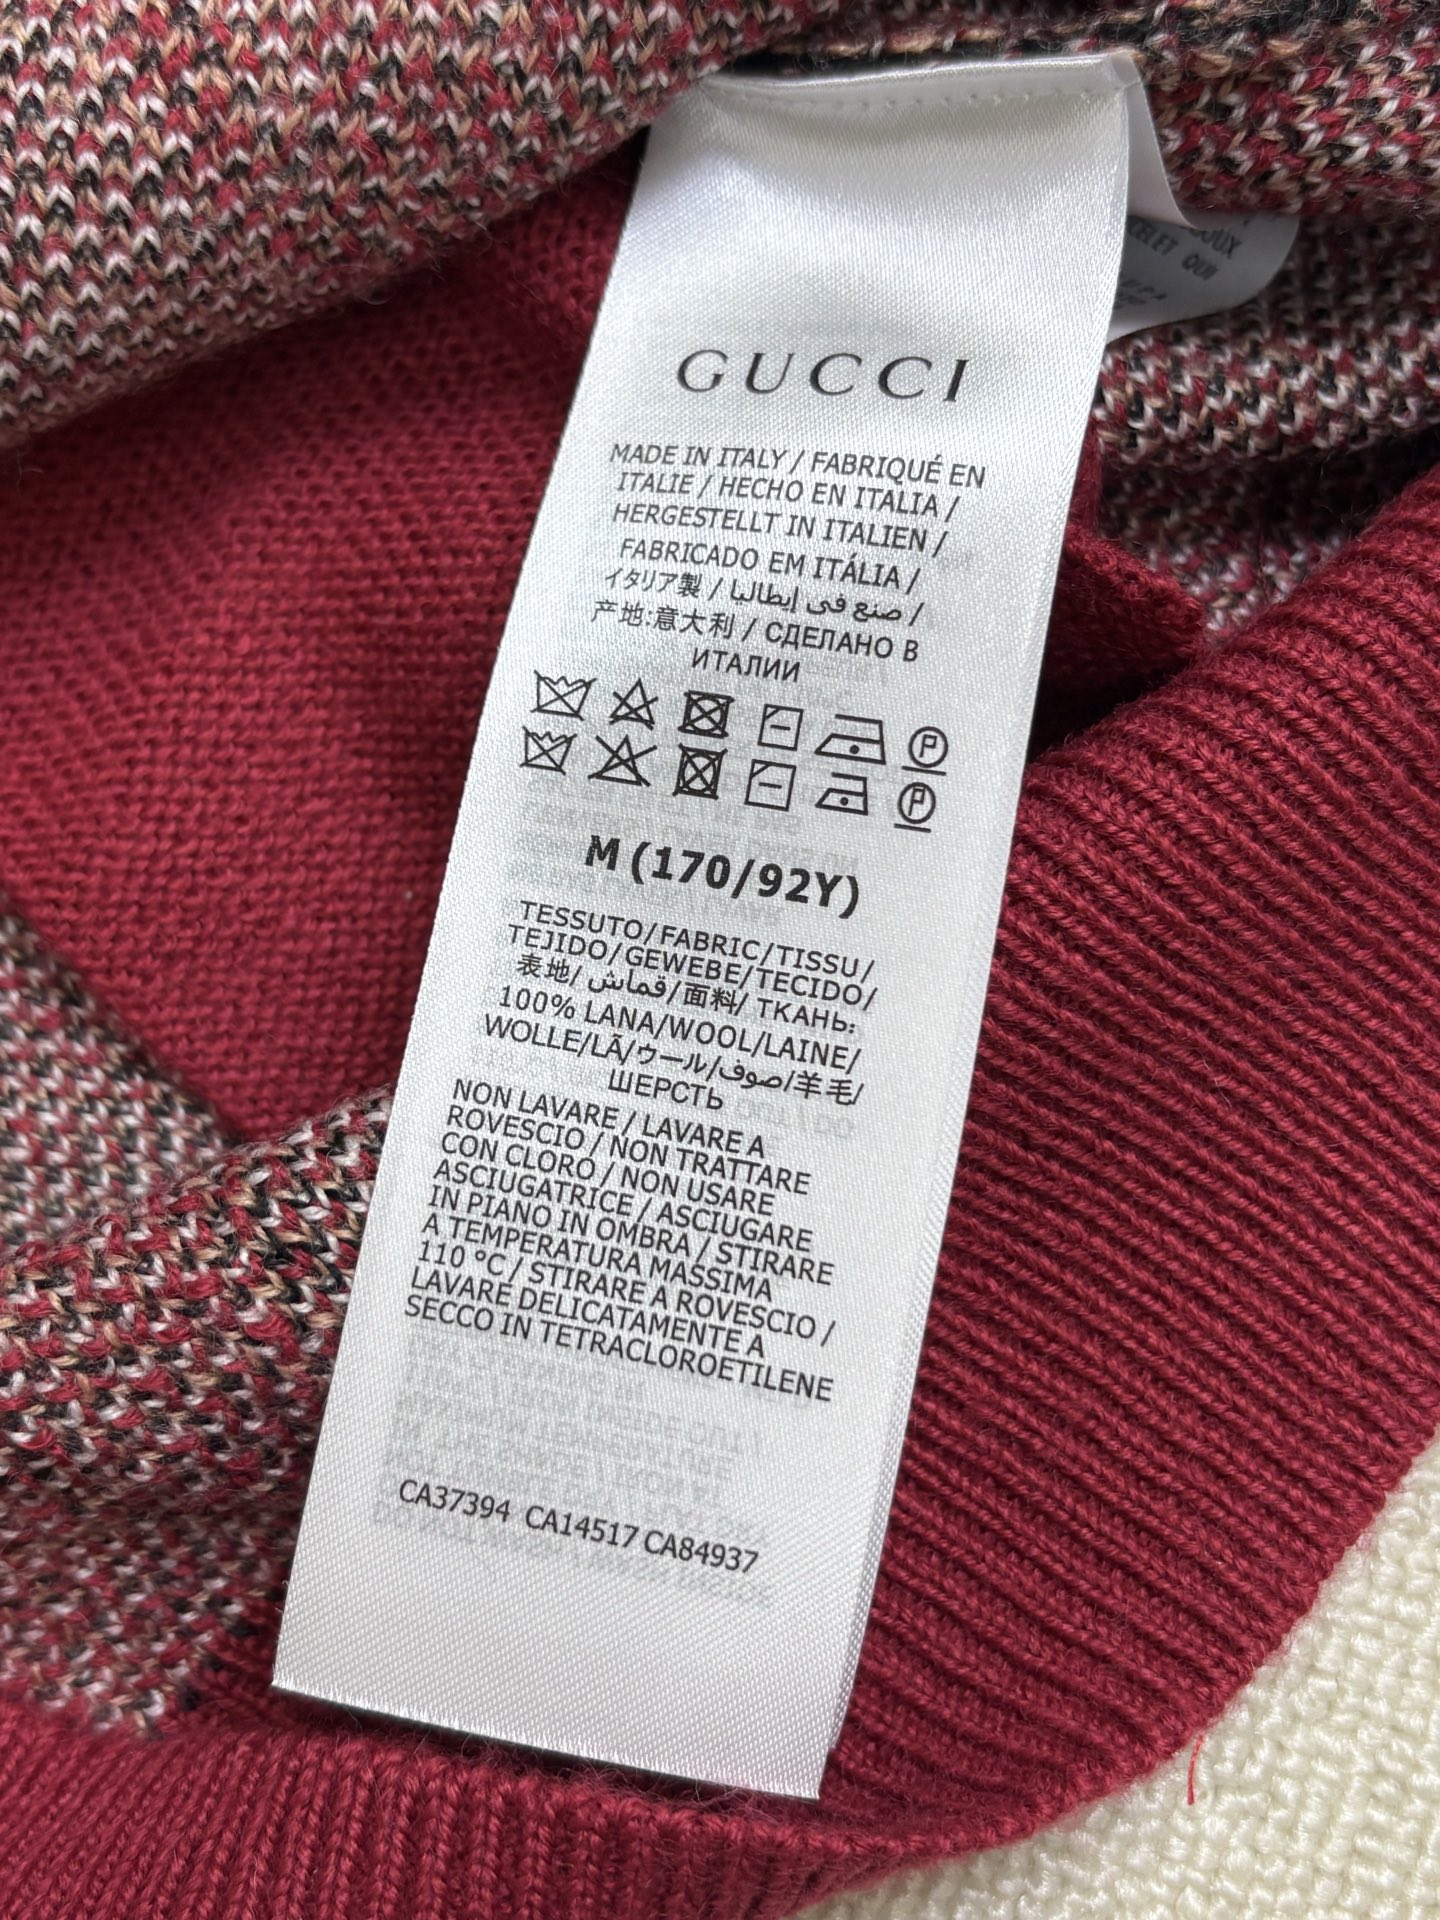 GUCCI
MADE IN ITALY / FABRIQUÉ EN
ITALIE / HECHO EN ITALIA /
HERGESTELLT IN ITALIEN /
FABRICADO EM ITÁLIA /
イタリア製 / صنع في إيطاليا /
产地:意大利 / СДЕЛАНО В
ИТАЛИИ
P
P
M (170/92Y)
TESSUTO/FABRIC/TISSU/
TEJIDO/GEWEBE/TECIDO/
表地/قماش/面料/ ТКАНЬ:
100% LANA/WOOL/LAINE/
WOLLE/LÃ/ウール/صوف/羊毛/
ШЕРСТЬ
NON LAVARE / LAVARE A
ROVESCIO / NON TRATTARE
CON CLORO / NON USARE
ASCIUGATRICE / ASCIUGARE
IN PIANO IN OMBRA / STIRARE
A TEMPERATURA MASSIMA
110 °C / STIRARE A ROVESCIO /
LAVARE DELICATAMENTE A
SECCO IN TETRACLOROETILENE
CA37394 CA14517 CA84937
OUX
ET QUI